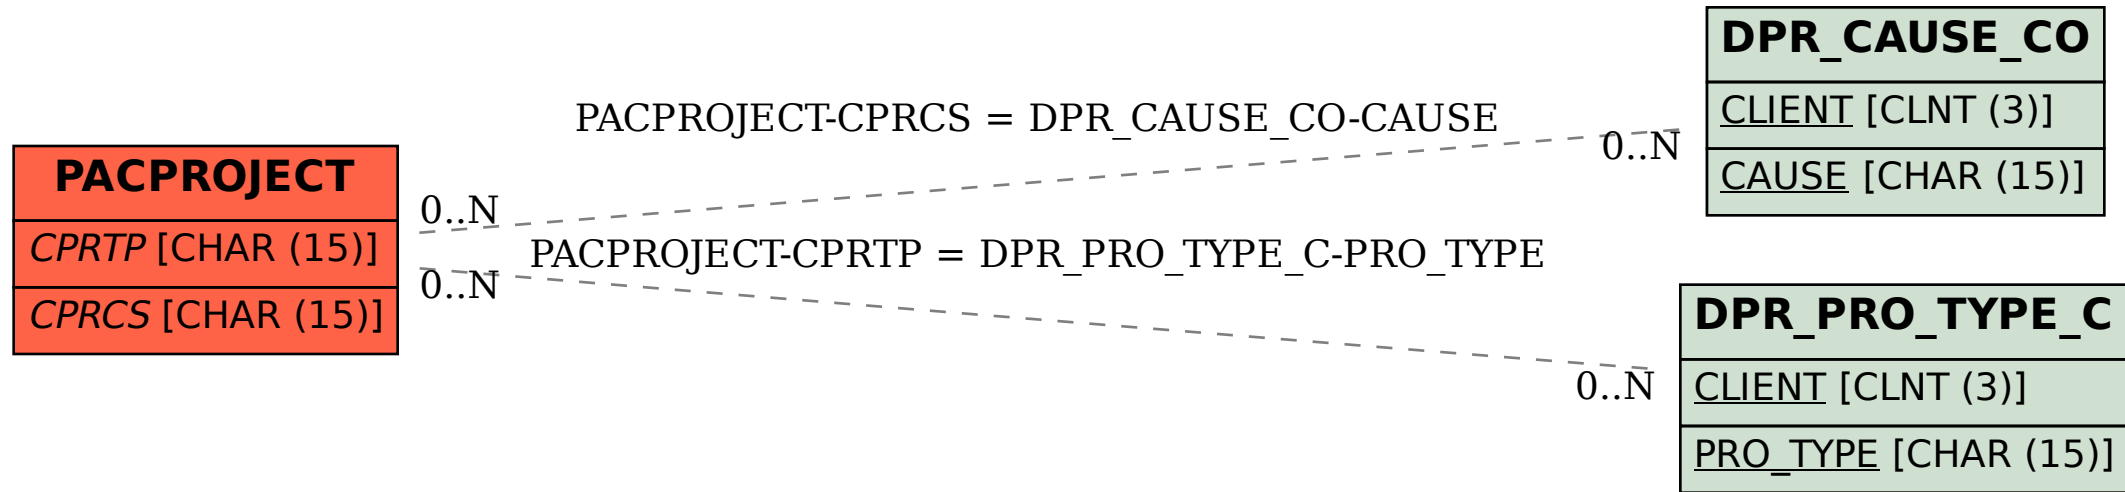 PACPROJECT
CPRTP [CHAR (15)]
CPRCS [CHAR (15)]
0..N
PACPROJECT-CPRCS = DPR_CAUSE_CO-CAUSE
0..N
0..N
PACPROJECT-CPRTP = DPR_PRO_TYPE_C-PRO_TYPE
0..N
DPR_CAUSE_CO
CLIENT [CLNT (3)]
CAUSE [CHAR (15)]
DPR_PRO_TYPE_C
CLIENT [CLNT (3)]
PRO_TYPE [CHAR (15)]